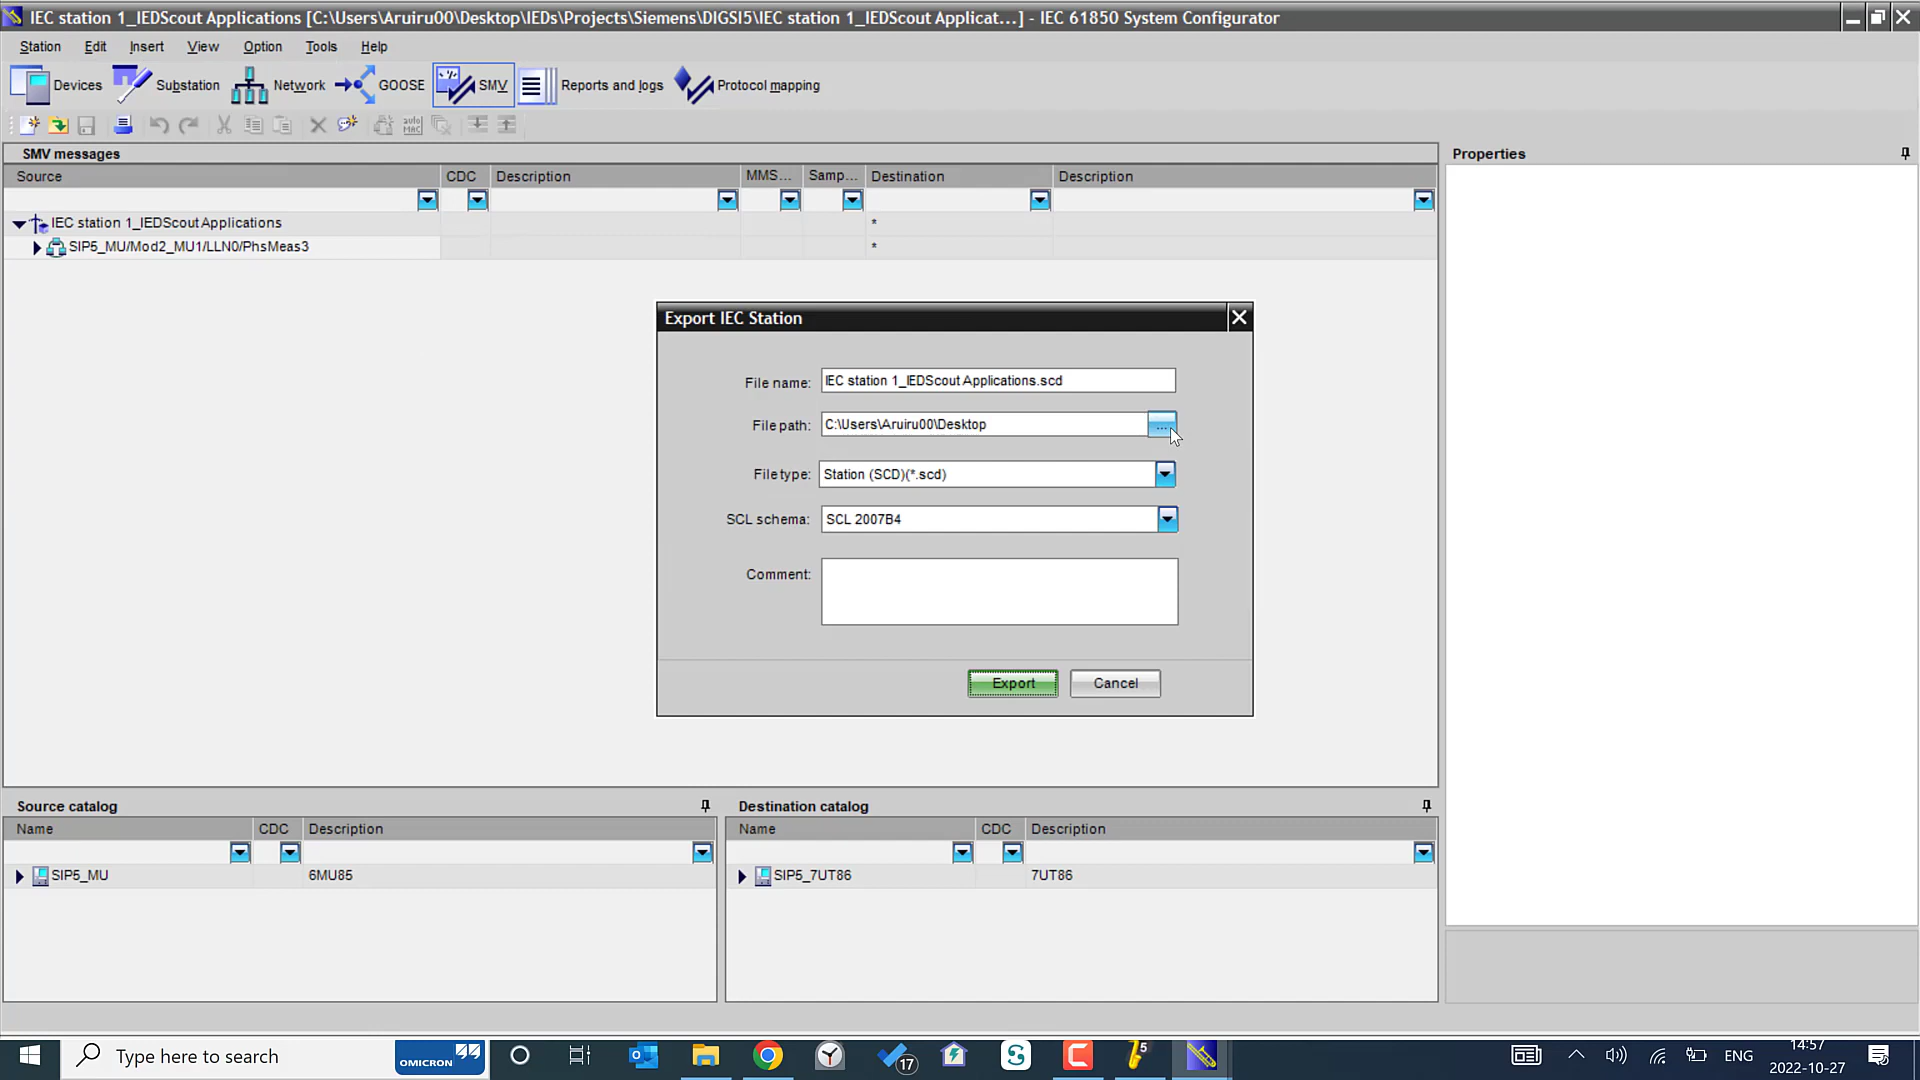 IEC station 1_IEDScout Applications [C:\Users\Aruiru00\Desktop\IEDs\Projects\Siemens\DIGSI5\IEC station 1_IEDScout Applicat...] - IEC 61850 System Configurator
Station Edit Insert View Option Tools Help
Devices Substation Network GOOSE SMV Reports and logs Protocol mapping
auto MAC
SMV messages
Source CDC Description MMS... Samp... Destination Description
IEC station 1_IEDScout Applications *
SIP5_MU/Mod2_MU1/LLN0/PhsMeas3 *
Properties
Export IEC Station
File name: IEC station 1_IEDScout Applications.scd
File path: C:\Users\Aruiru00\Desktop ...
File type: Station (SCD)(*.scd)
SCL schema: SCL 2007B4
Comment:
Export Cancel
Source catalog
Name CDC Description
SIP5_MU 6MU85
Destination catalog
Name CDC Description
SIP5_7UT86 7UT86
Type here to search
OMICRON
17
S
5
ENG
14:57
2022-10-27